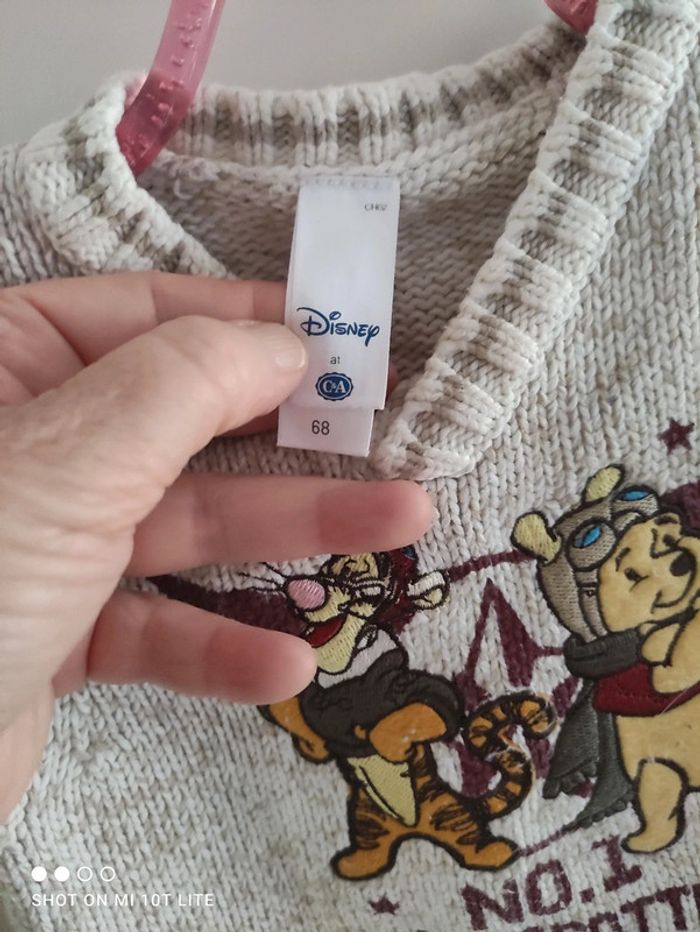 CH02
Disney
at
C&A
68
NO.1
SHOT ON MI 10T LITE